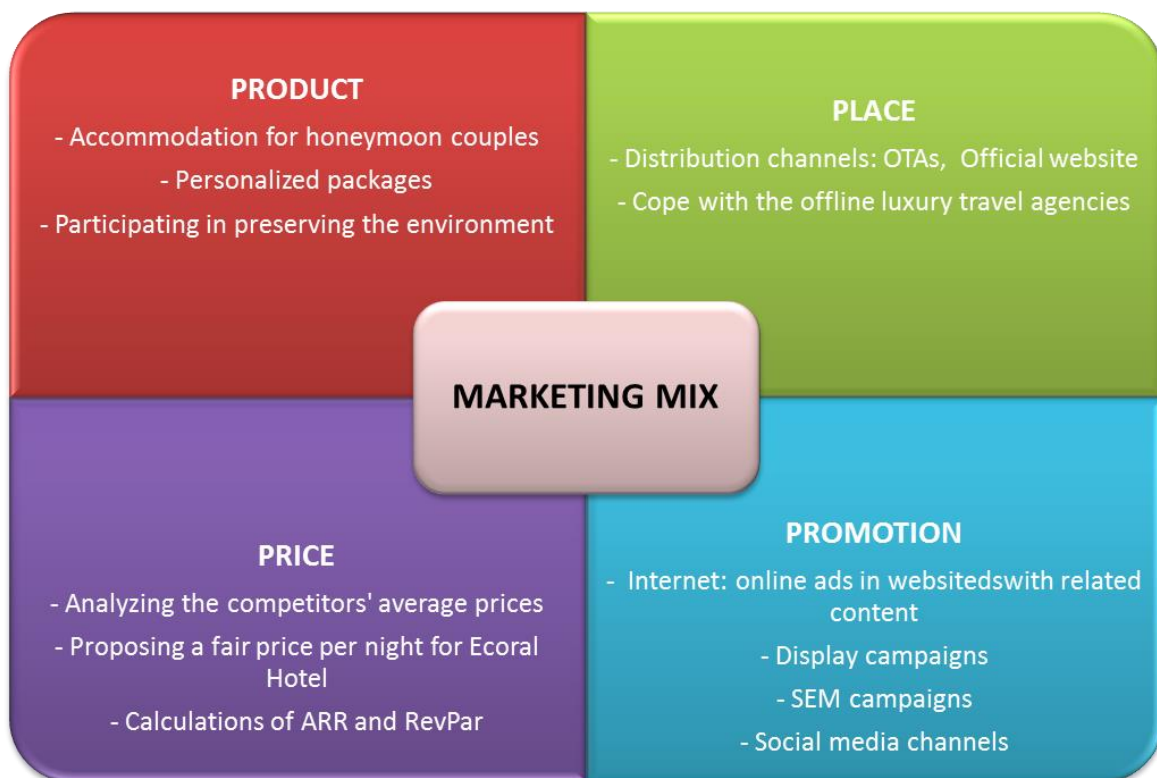 PRODUCT
- Accommodation for honeymoon couples
- Personalized packages
- Participating in preserving the environment
PLACE
- Distribution channels: OTAs, Official website
- Cope with the offline luxury travel agencies
MARKETING MIX
PRICE
- Analyzing the competitors' average prices
- Proposing a fair price per night for Ecoral
Hotel
- Calculations of ARR and RevPar
PROMOTION
- Internet: online ads in websitedswith related
content
- Display campaigns
- SEM campaigns
- Social media channels